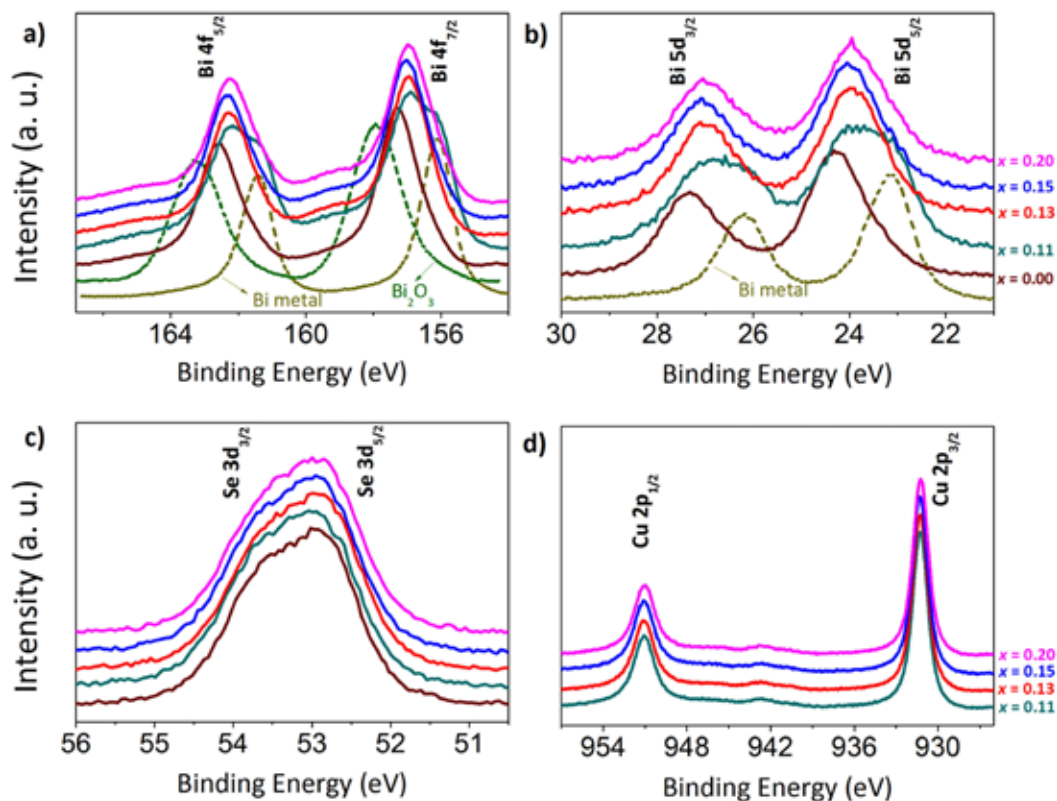 a)
Bi 4f5/2
Bi 4f7/2
Bi metal
Bi2O3
164
160
156
Binding Energy (eV)
Intensity (a. u.)
b)
Bi 5d3/2
Bi 5d5/2
Bi metal
x = 0.20
x = 0.15
x = 0.13
x = 0.11
x = 0.00
30
28
26
24
22
Binding Energy (eV)
c)
Se 3d3/2
Se 3d5/2
56
55
54
53
52
51
Binding Energy (eV)
Intensity (a. u.)
d)
Cu 2p1/2
Cu 2p3/2
x = 0.20
x = 0.15
x = 0.13
x = 0.11
954
948
942
936
930
Binding Energy (eV)